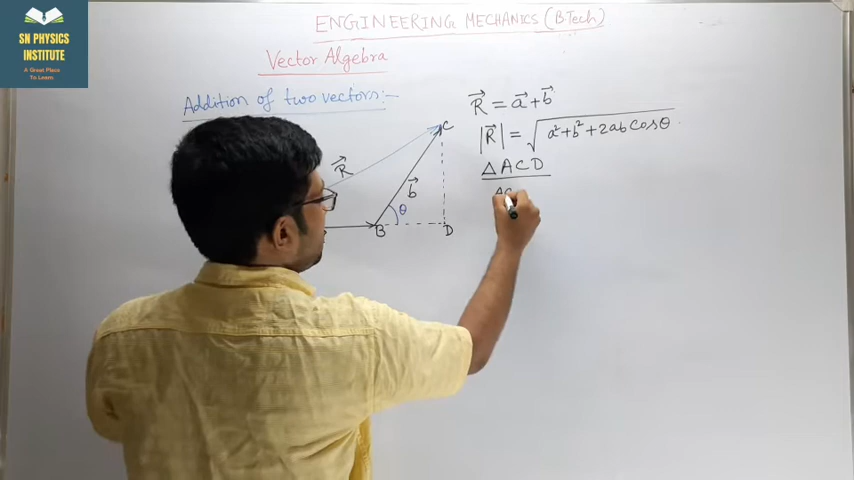 SN PHYSICS
INSTITUTE
A Great Place
To Learn
ENGINEERING MECHANICS (BTech)
Vector Algebra
Addition of two vectors:-
R⃗ = a⃗ + b⃗
|R⃗| = √(a² + b² + 2ab Cosθ)
△ACD
AC
C
R⃗
b⃗
θ
B
D